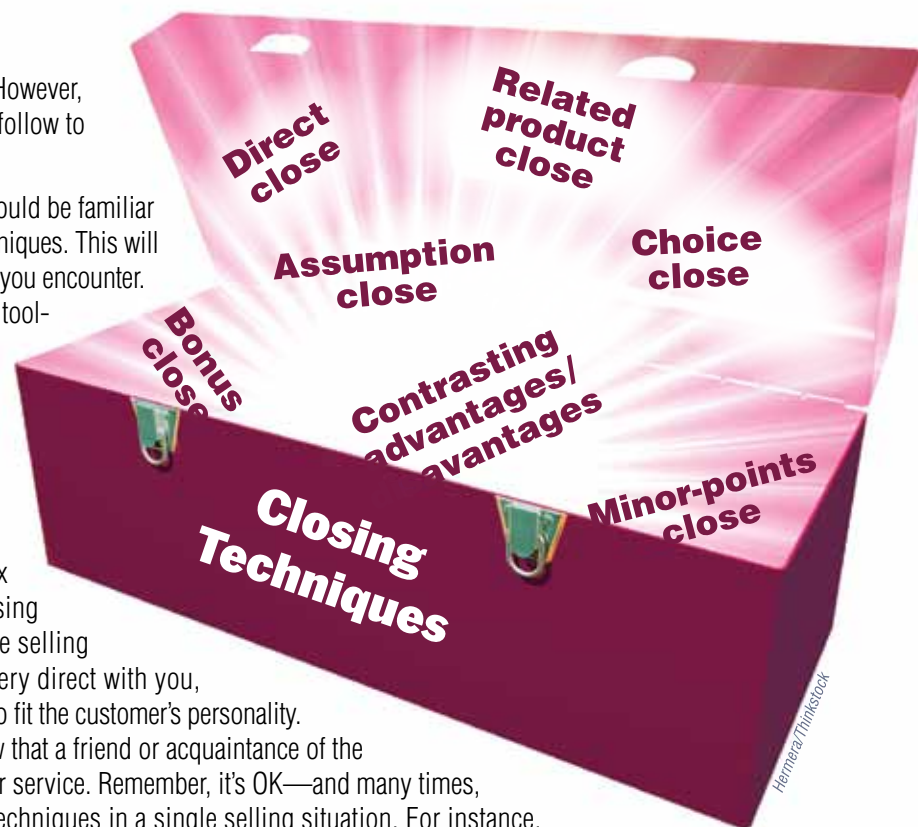 However,
follow to
ould be familiar
niques. This will
you encounter.
tool-
x
sing
e selling
ery direct with you,
o fit the customer's personality.
w that a friend or acquaintance of the
r service. Remember, it's OK—and many times,
techniques in a single selling situation. For instance,
Direct
close
Related
product
close
Assumption
close
Choice
close
Bonus
close
Contrasting
advantages/
avantages
Minor-points
close
Closing
Techniques
Hermera/Thinkstock